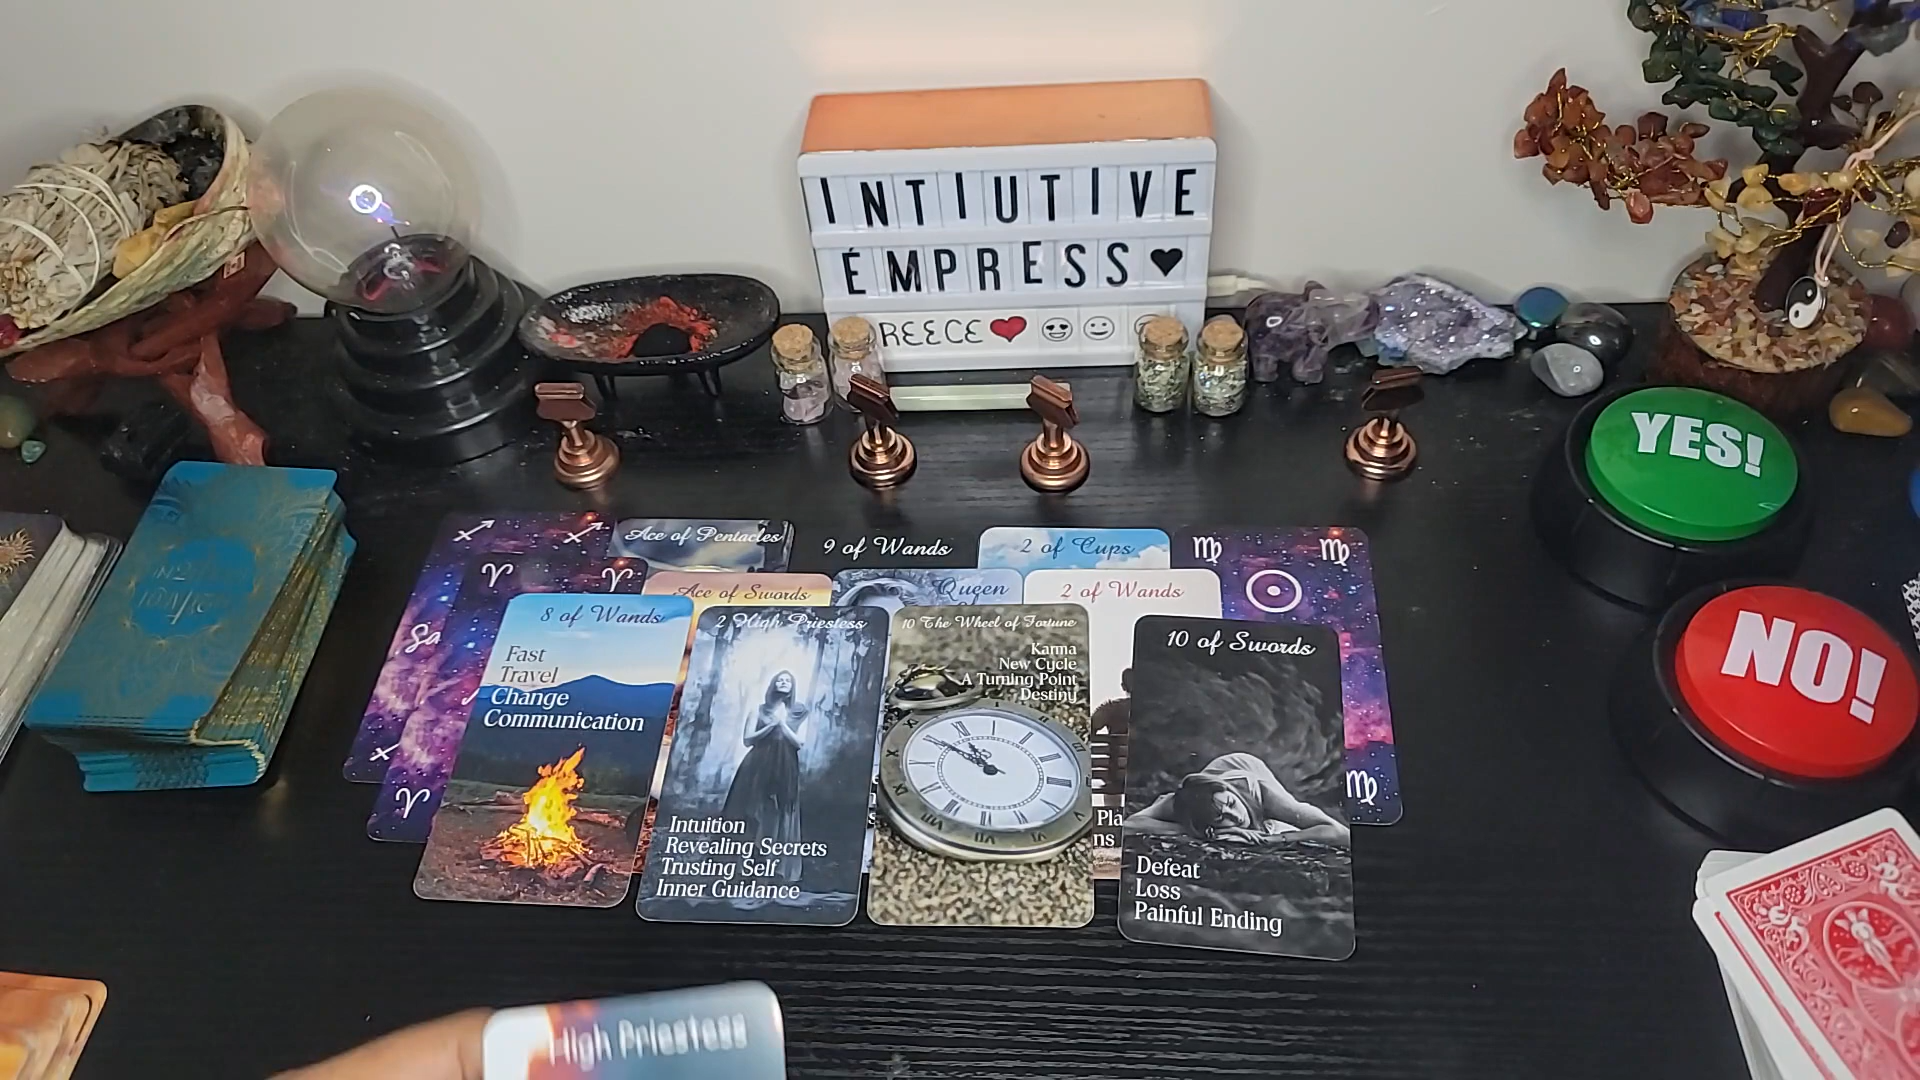 INTIUTIVE
ÉMPRESS ♥
REECE ❤
YES!
NO!
Ace of Pentacles
9 of Wands
2 of Cups
♍ ♍
Ace of Swords
Queen
2 of Wands
Sa
8 of Wands
Fast
Travel
Change
Communication
2 High Priestess
Intuition
Revealing Secrets
Trusting Self
Inner Guidance
10 The Wheel of Fortune
Karma
New Cycle
A Turning Point
Destiny
Pla
ns
10 of Swords
Defeat
Loss
Painful Ending
High Priestess